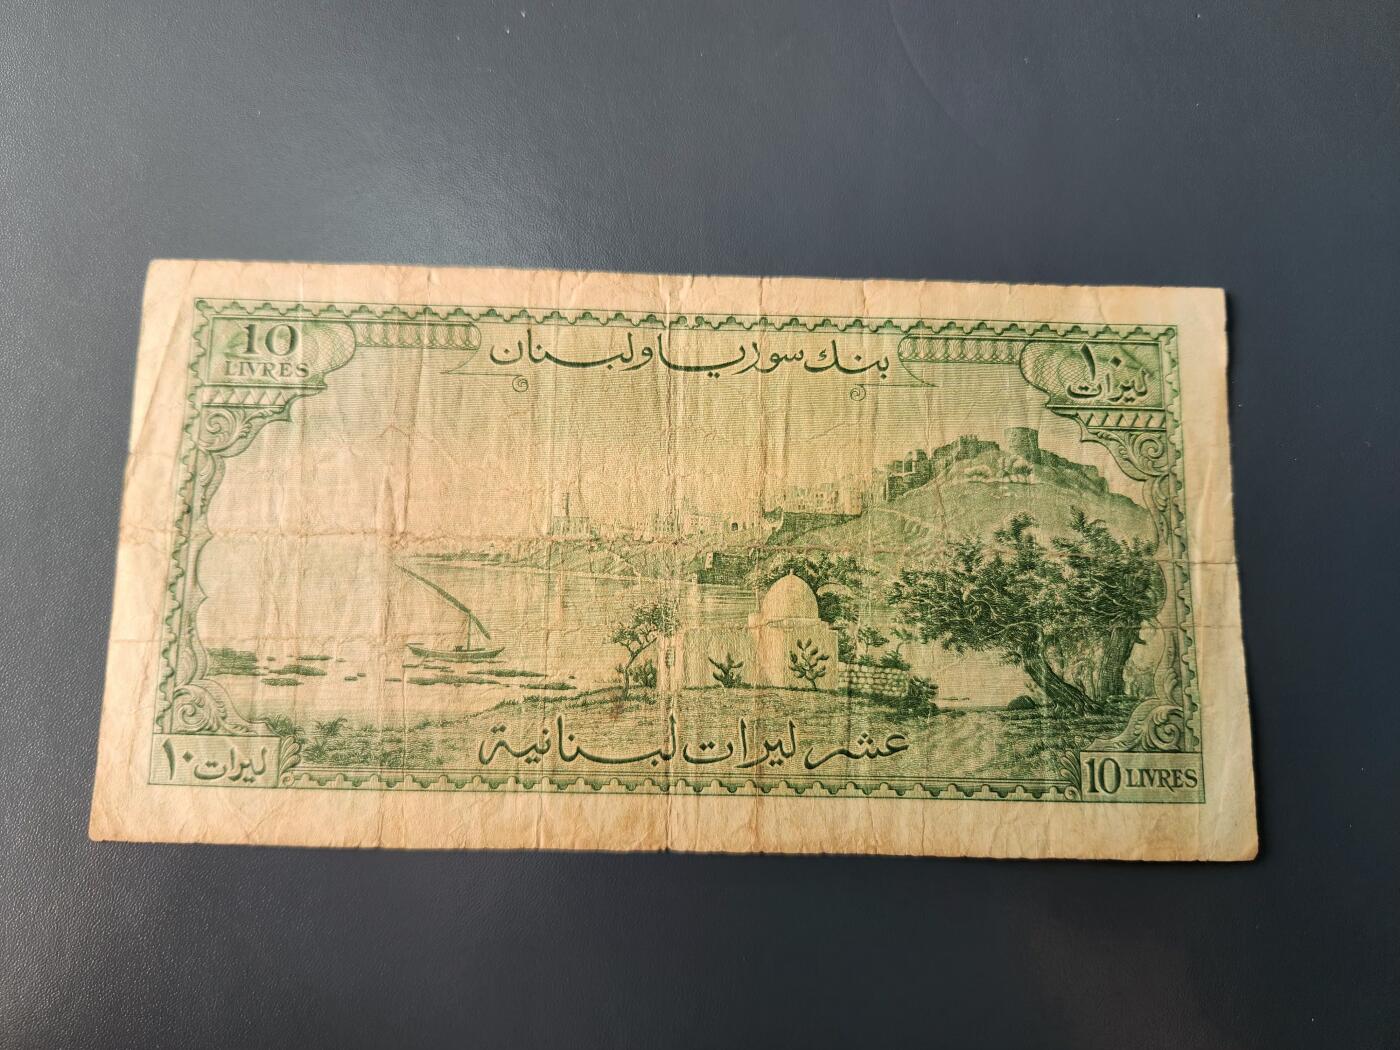 10
LIVRES
بنك سوريا ولبنان
١٠
ليرات
عشر ليرات لبنانية
١٠ ليرات
10 LIVRES